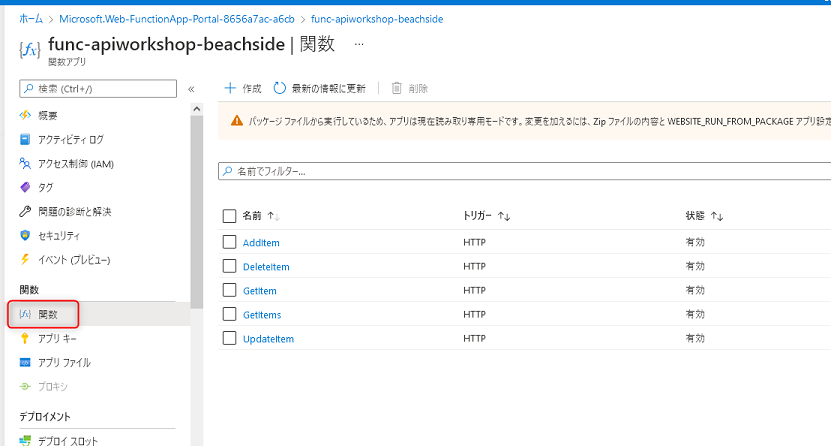 ホーム > Microsoft.Web-FunctionApp-Portal-8656a7ac-a6cb > func-apiworkshop-beachside
func-apiworkshop-beachside | 関数 …
関数アプリ
検索 (Ctrl+/) «
作成 最新の情報に更新 削除
概要
アクティビティ ログ
アクセス制御 (IAM)
タグ
問題の診断と解決
セキュリティ
イベント (プレビュー)
関数
関数
アプリ キー
アプリ ファイル
プロキシ
デプロイメント
デプロイ スロット
パッケージ ファイルから実行しているため、アプリは現在読み取り専用モードです。変更を加えるには、Zip ファイルの内容と WEBSITE_RUN_FROM_PACKAGE アプリ設定
名前でフィルター...
名前 ↑↓ トリガー ↑↓ 状態 ↑↓
AddItem HTTP 有効
DeleteItem HTTP 有効
GetItem HTTP 有効
GetItems HTTP 有効
UpdateItem HTTP 有効